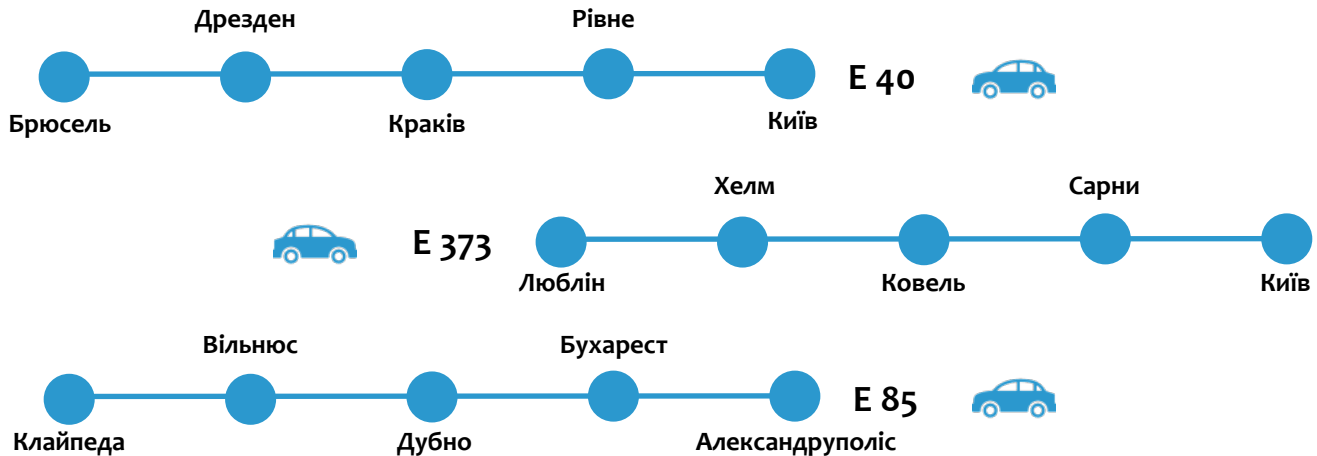 Дрезден Рівне
E 40
Брюсель Краків Київ
Хелм Сарни
E 373
Люблін Ковель Київ
Вільнюс Бухарест
E 85
Клайпеда Дубно Александруполіс